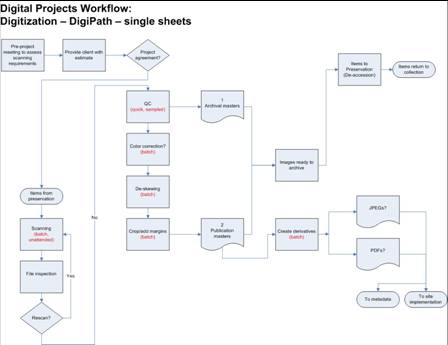 Digital Projects Workflow:
Digitization – DigiPath – single sheets
Pre-project
meeting to assess
scanning
requirements
Provide client with
estimate
Project
agreement?
Items to
Preservation
(De-accession)
Items return to
collection
QC
(quick, sampled)
1
Archival masters
Color correction?
(batch)
Images ready to
archive
De-skewing
(batch)
Items from
preservation
No
JPEGs?
Scanning
(batch,
unattended)
Crop/add margins
(batch)
2
Publication
masters
Create derivatives
(batch)
PDFs?
File inspection
Yes
To metadata
To site
implementation
Rescan?